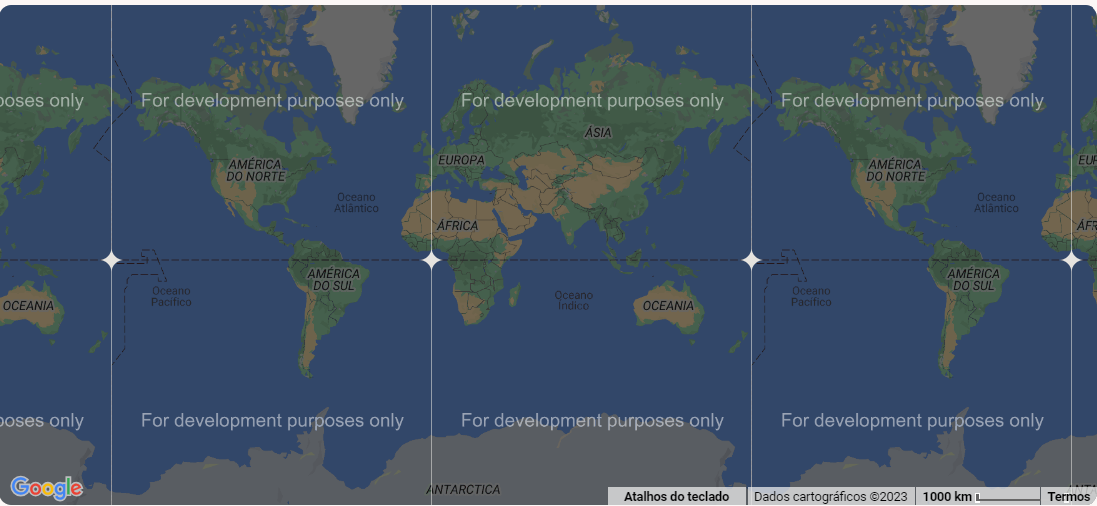 poses only
For development purposes only
For development purposes only
For development purposes only
ÁSIA
EUROPA
EUR
AMÉRICA
DO NORTE
AMÉRICA
DO NORTE
Oceano
Atlântico
Oceano
Atlântico
ÁFRICA
ÁFR
AMÉRICA
DO SUL
AMÉRICA
DO SUL
Oceano
Pacífico
Oceano
Índico
Oceano
Pacífico
OCEANIA
OCEANIA
poses only
For development purposes only
For development purposes only
For development purposes only
Google
ANTARCTICA
Atalhos do teclado
Dados cartográficos ©2023
1000 km
Termos